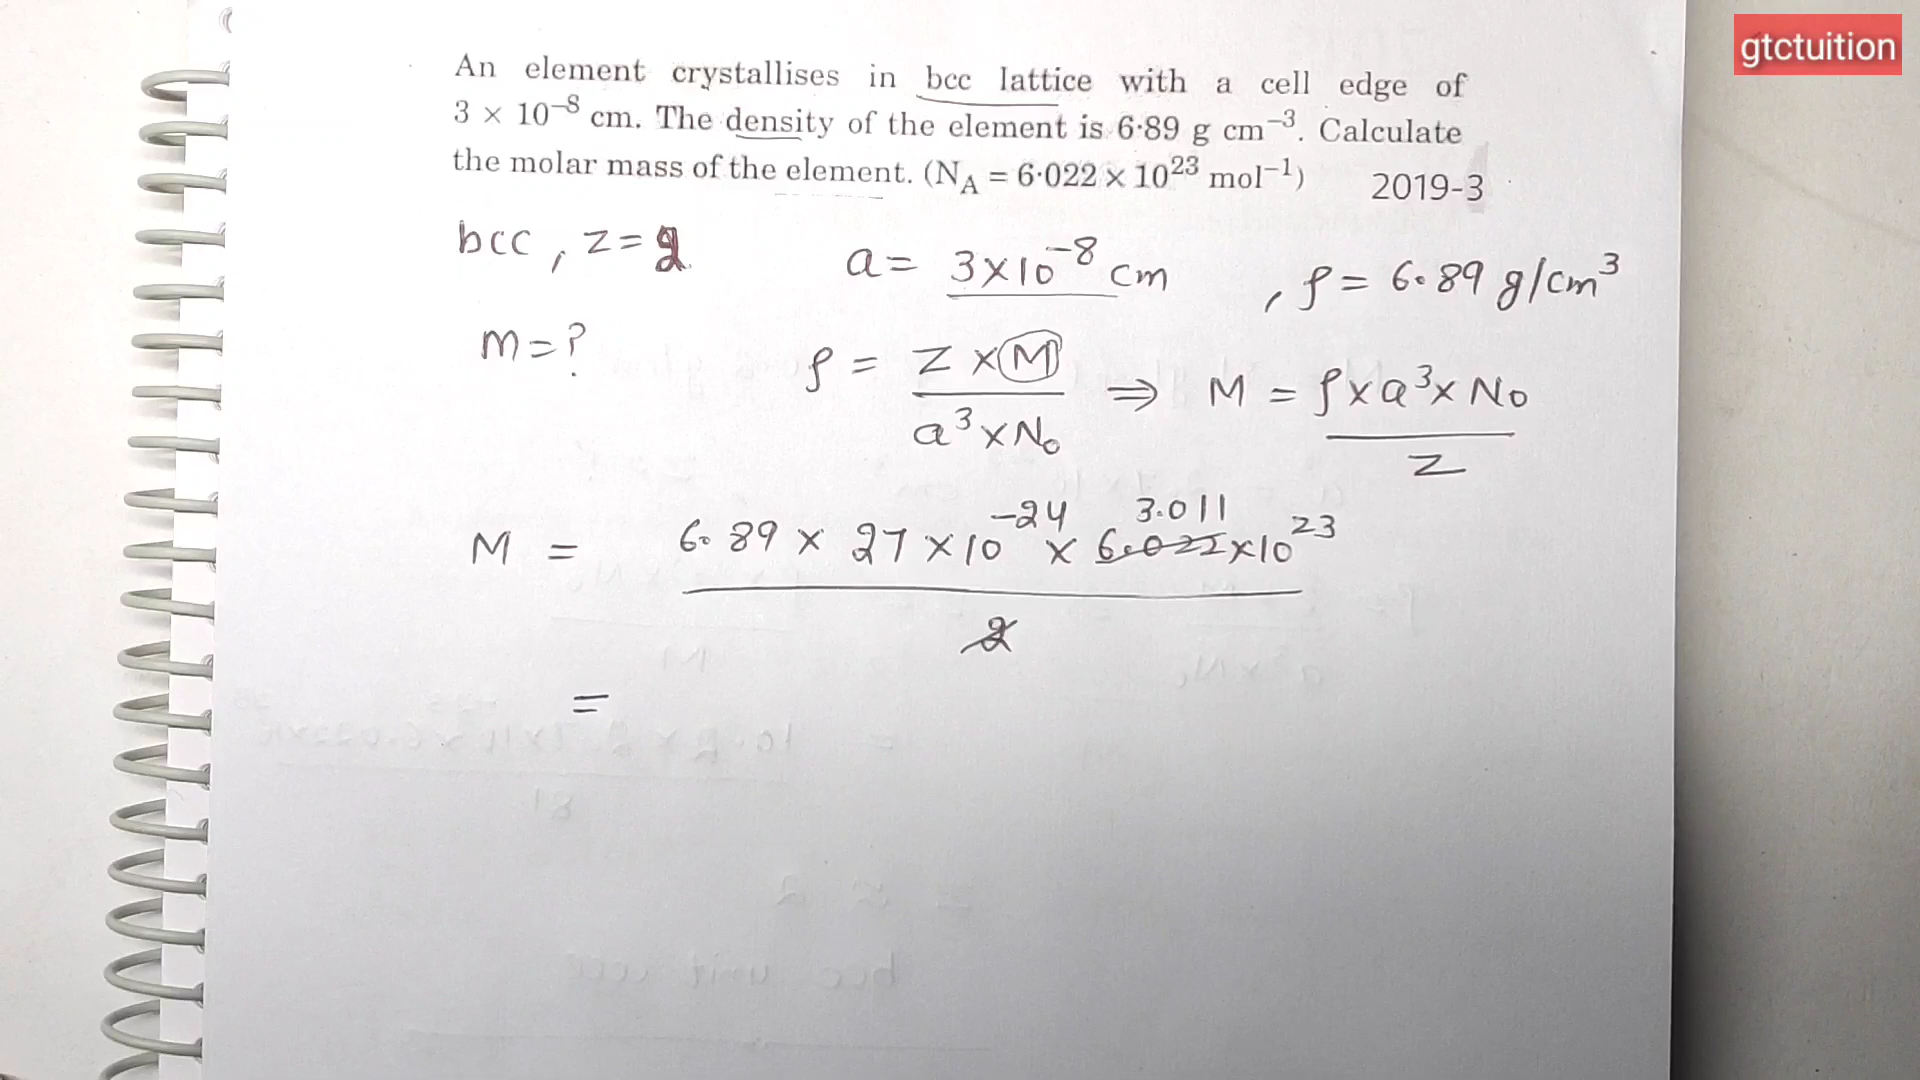 gtctuition
An element crystallises in bcc lattice with a cell edge of
3 × 10⁻⁸ cm. The density of the element is 6·89 g cm⁻³. Calculate
the molar mass of the element. (N_A = 6·022 × 10²³ mol⁻¹) 2019-3
bcc, z=2 a= 3×10⁻⁸ cm , ρ = 6.89 g/cm³
m=? ρ = Z × M / a³ × N₀ ⇒ M = ρ × a³ × N₀ / Z
3.011
M = 6.89 × 27 × 10⁻²⁴ × 6.022 × 10²³
2
=